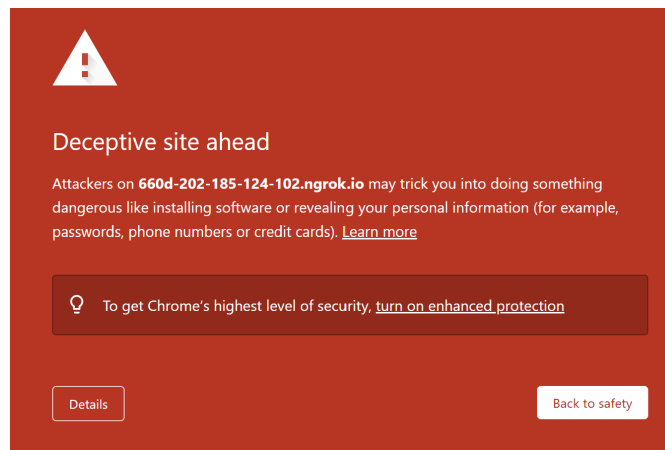 Deceptive site ahead
Attackers on 660d-202-185-124-102.ngrok.io may trick you into doing something
dangerous like installing software or revealing your personal information (for example,
passwords, phone numbers or credit cards). Learn more
To get Chrome's highest level of security, turn on enhanced protection
Details
Back to safety